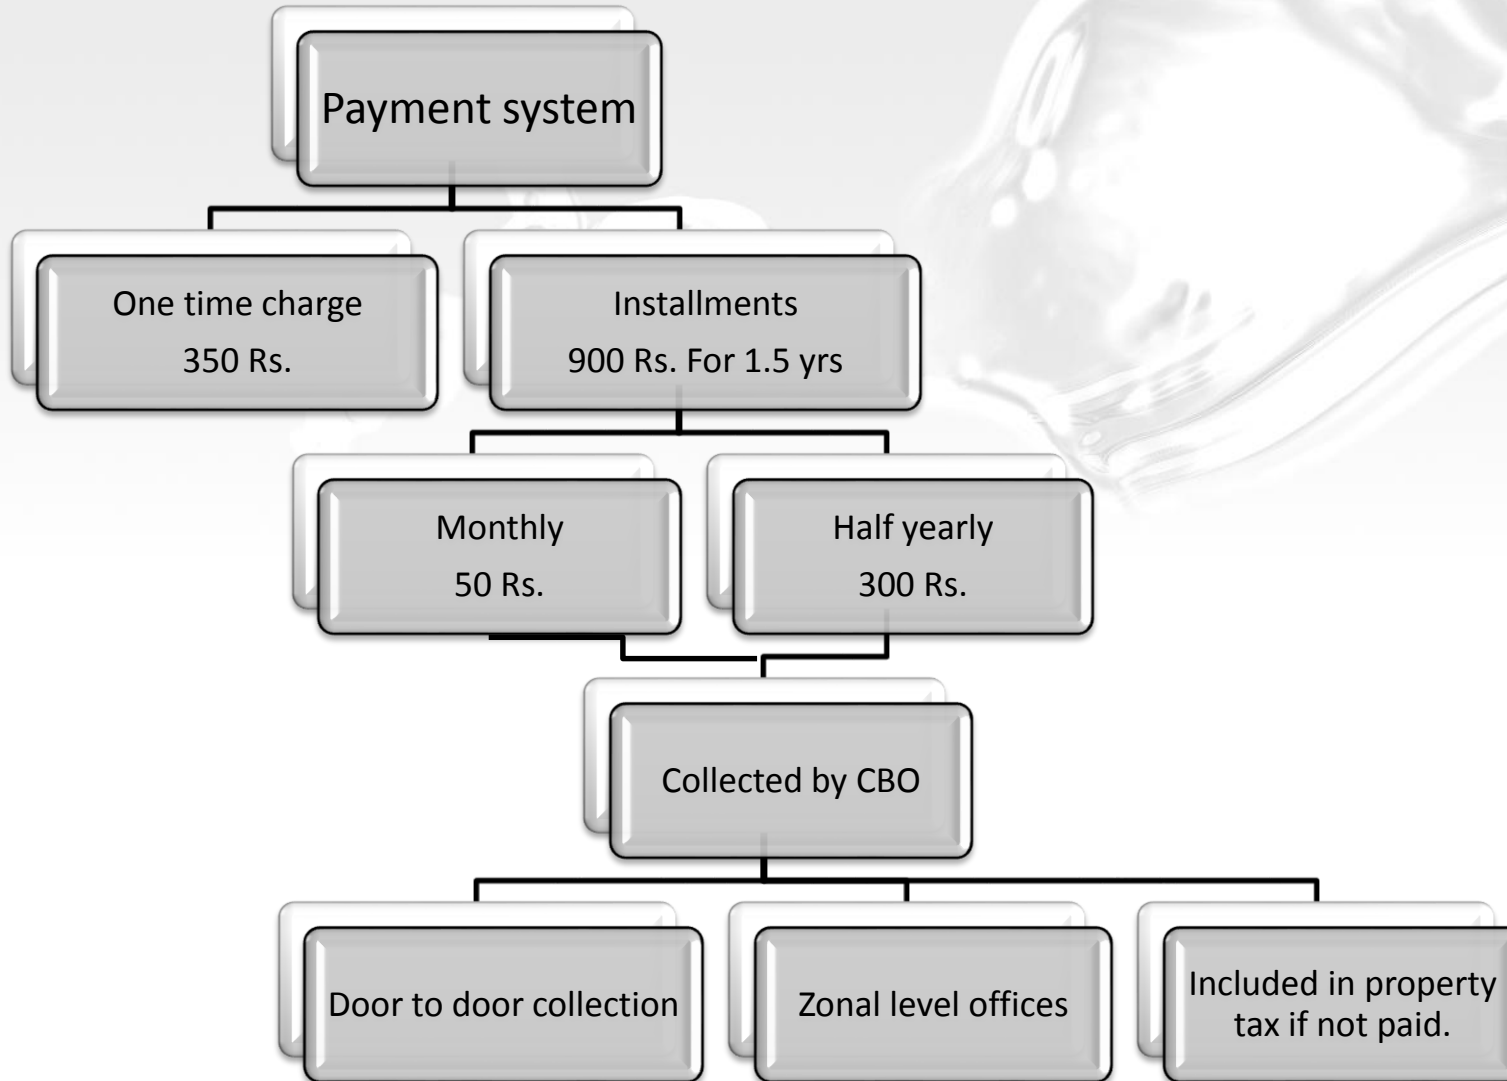 Payment system
One time charge
350 Rs.
Installments
900 Rs. For 1.5 yrs
Monthly
50 Rs.
Half yearly
300 Rs.
Collected by CBO
Door to door collection
Zonal level offices
Included in property
tax if not paid.